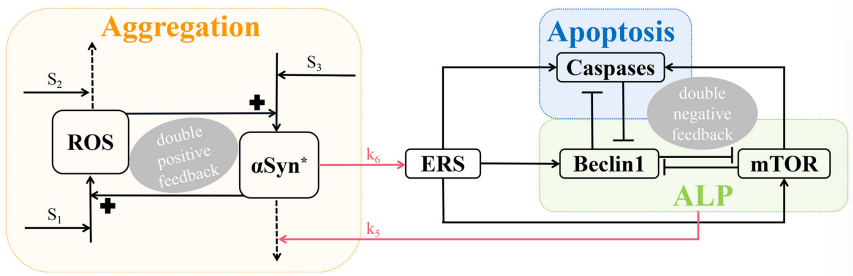 Aggregation
S₂
S₃
ROS
double
positive
feedback
αSyn*
S₁
k₆
k₅
Apoptosis
Caspases
double
negative
feedback
ERS
Beclin1
mTOR
ALP